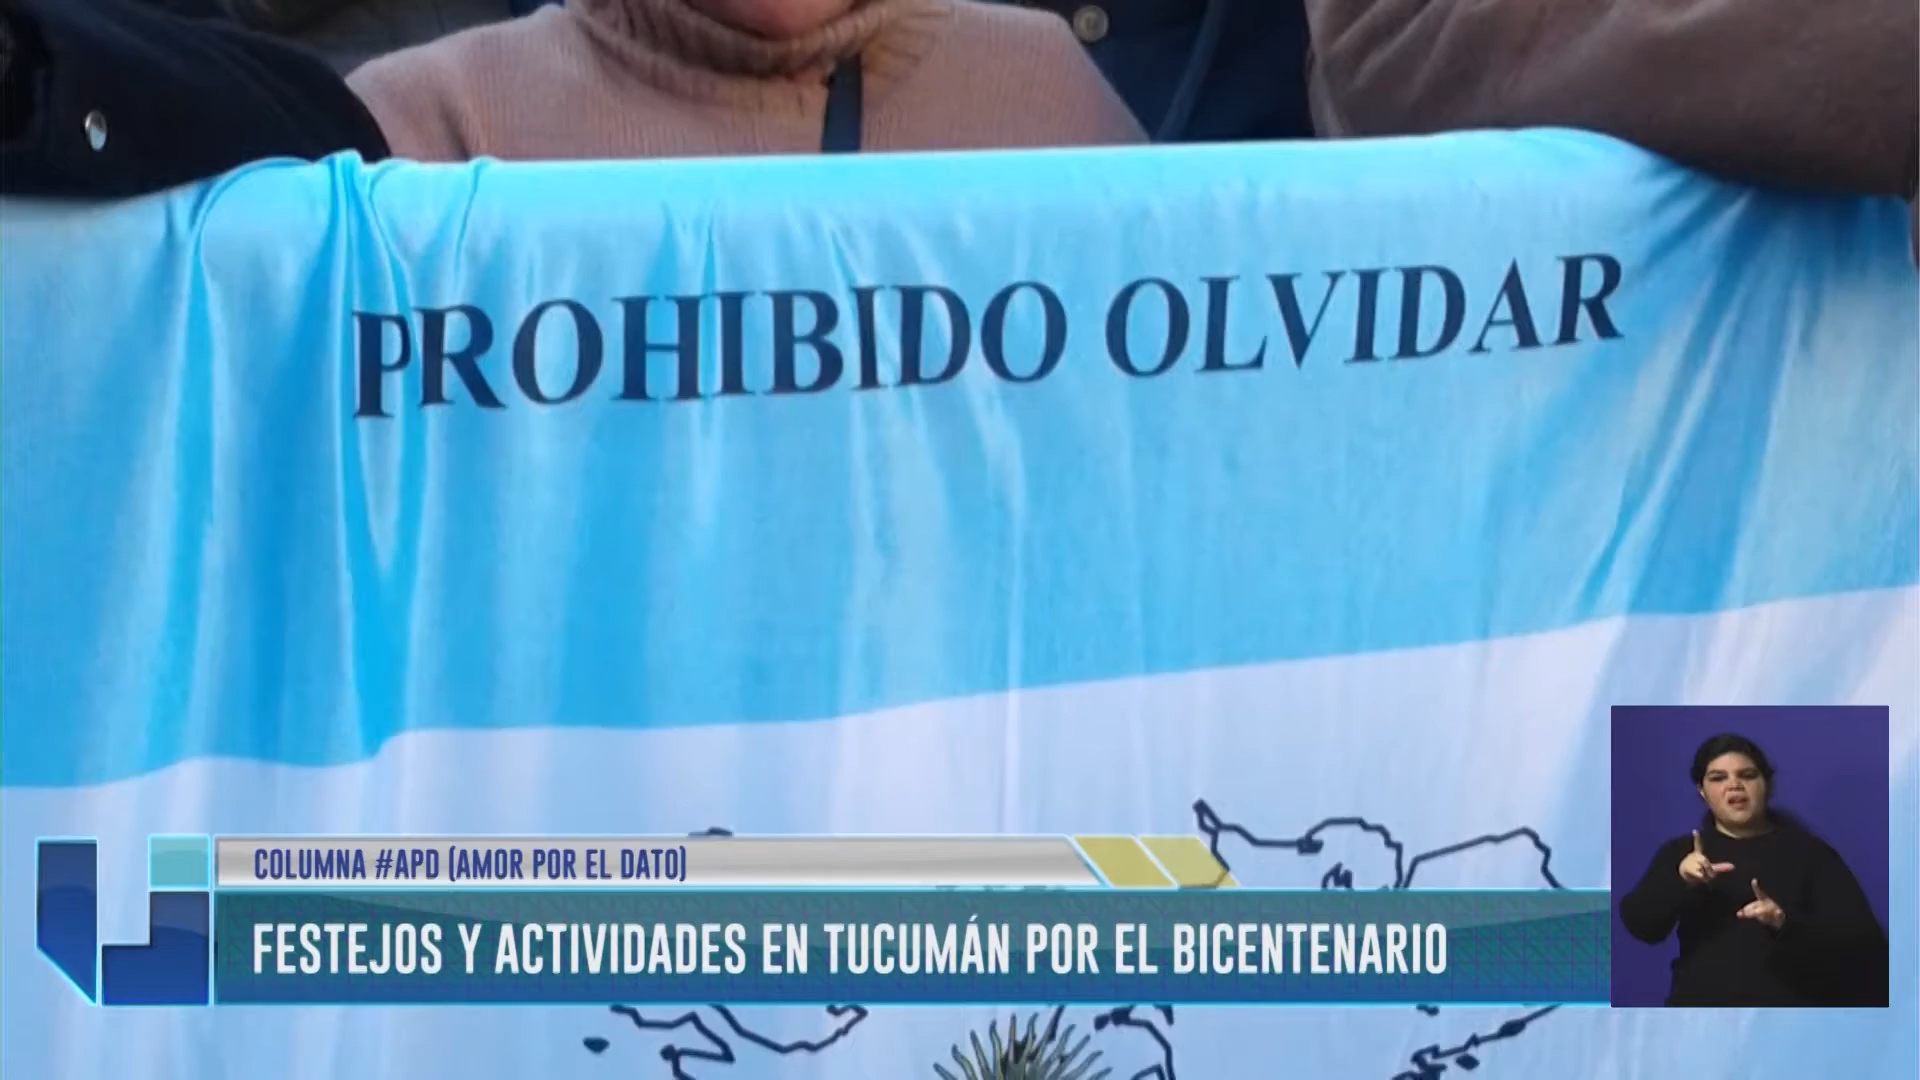 PROHIBIDO OLVIDAR
COLUMNA #APD (AMOR POR EL DATO)
FESTEJOS Y ACTIVIDADES EN TUCUMÁN POR EL BICENTENARIO